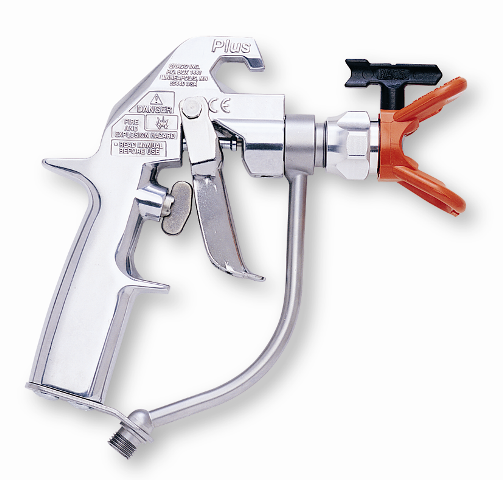 Plus
GRACO INC.
P.O. BOX 1441
MINNEAPOLIS, MN
55440 USA
CE
DANGER
FIRE
AND
EXPLOSION HAZARD
READ MANUAL
BEFORE USE